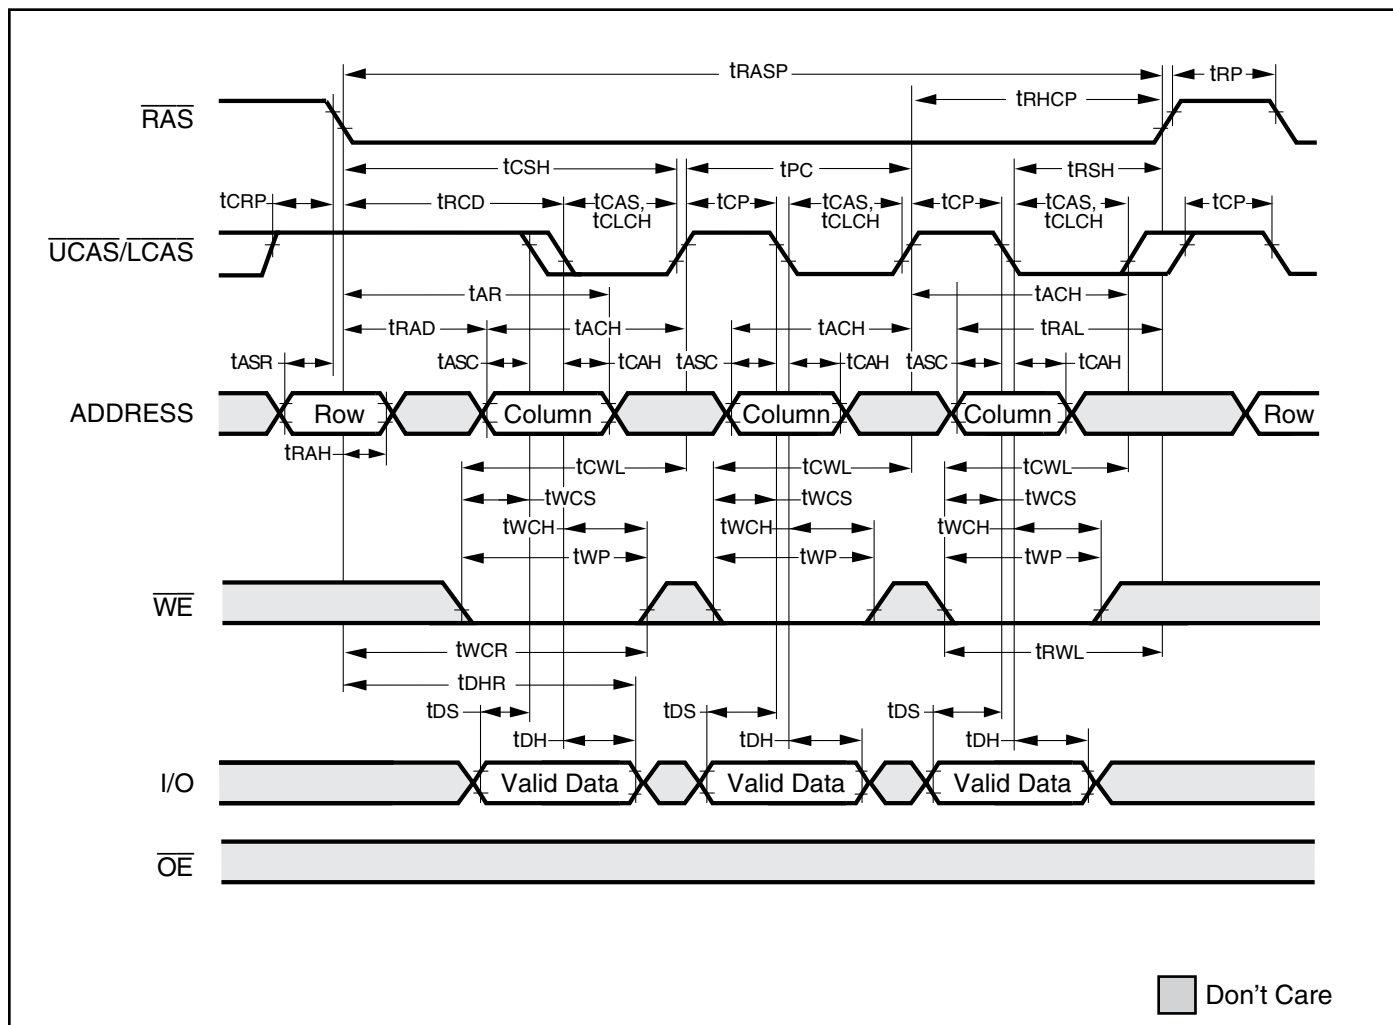 tRASP tRP
tRHCP
RAS
tCSH tPC tRSH
tCRP tRCD tCAS, tCLCH tCP tCAS, tCLCH tCP tCAS, tCLCH tCP
UCAS/LCAS
tAR tACH
tRAD tACH tACH tRAL
tASR tASC tCAH tASC tCAH tASC tCAH
ADDRESS Row Column Column Column Row
tRAH
tCWL tCWL tCWL
tWCS tWCS tWCS
tWCH tWCH tWCH
tWP tWP tWP
WE
tWCR tRWL
tDHR
tDS tDS tDS
tDH tDH tDH
I/O Valid Data Valid Data Valid Data
OE
Don't Care